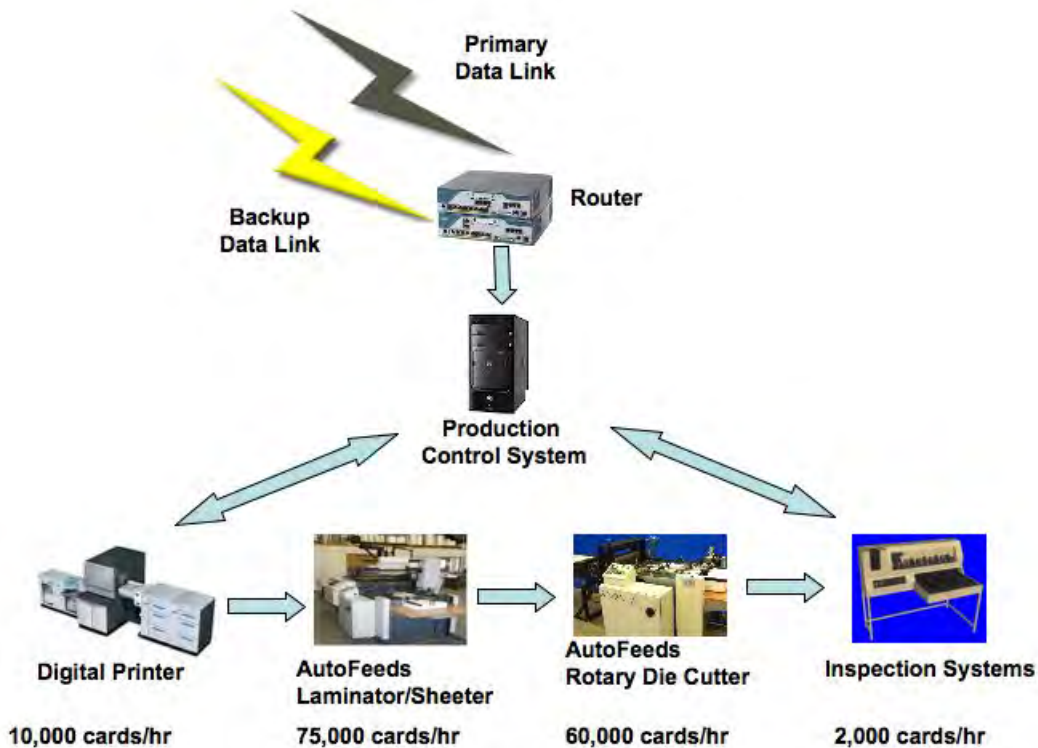 Primary
Data Link
Router
Backup
Data Link
Production
Control System
Digital Printer
AutoFeeds
Laminator/Sheeter
AutoFeeds
Rotary Die Cutter
Inspection Systems
10,000 cards/hr
75,000 cards/hr
60,000 cards/hr
2,000 cards/hr